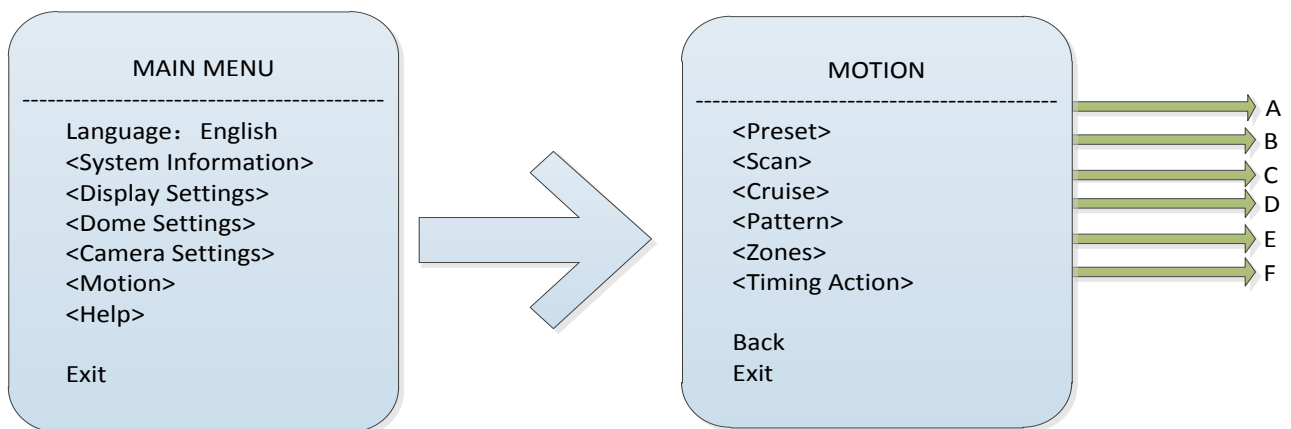 MAIN MENU
----------------------------------------
Language： English
<System Information>
<Display Settings>
<Dome Settings>
<Camera Settings>
<Motion>
<Help>
Exit
MOTION
----------------------------------------
<Preset>
<Scan>
<Cruise>
<Pattern>
<Zones>
<Timing Action>
Back
Exit
A
B
C
D
E
F